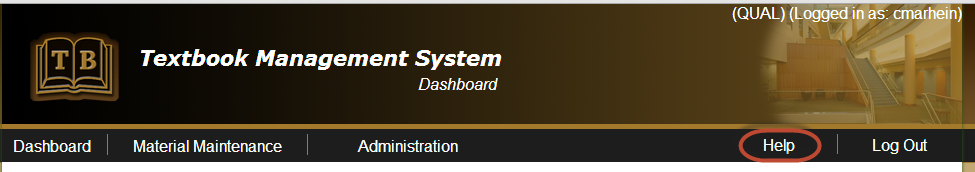 (QUAL) (Logged in as: cmarhein)
TB
Textbook Management System
Dashboard
Dashboard Material Maintenance Administration Help Log Out